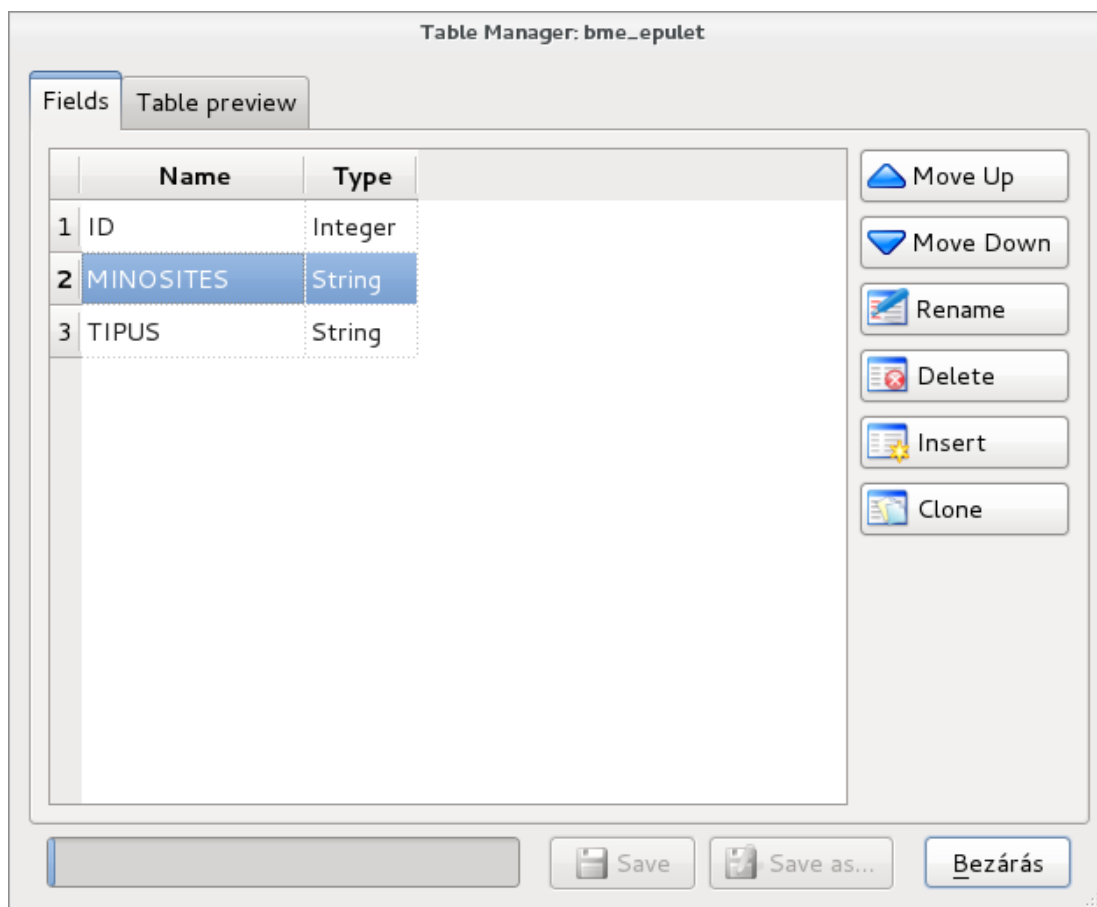 Table Manager: bme_epulet
Fields
Table preview
Name Type
1 ID Integer
2 MINOSITES String
3 TIPUS String
Move Up
Move Down
Rename
Delete
Insert
Clone
Save
Save as...
Bezárás